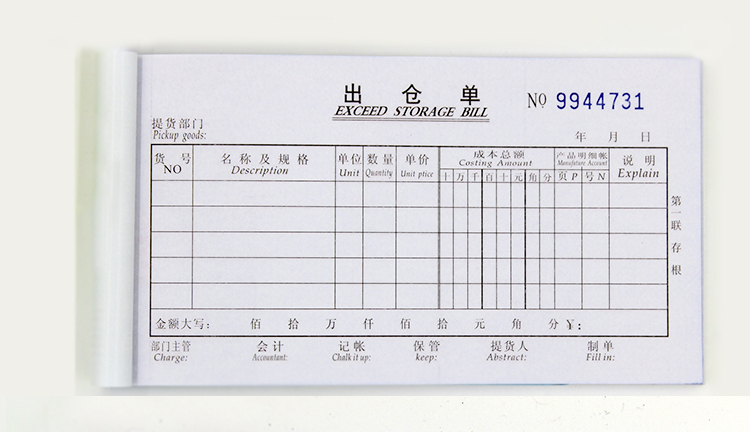 出仓单
EXCEED STORAGE BILL
NO 9944731
提货部门
Pickup goods:
年 月 日
货号 名称及规格 单位 数量 单价 成本总额 产品明细帐 说明
NO Description Unit Quantity Unit ptice Costing Amount Manufature Account Explain
十 万 千 百 十 元 角 分 页 P 号 N
第一联存根
金额大写: 佰 拾 万 仟 佰 拾 元 角 分 ¥:
部门主管 会计 记帐 保管 提货人 制单
Charge: Accountant: Chalk it up: keep: Abstract: Fill in: